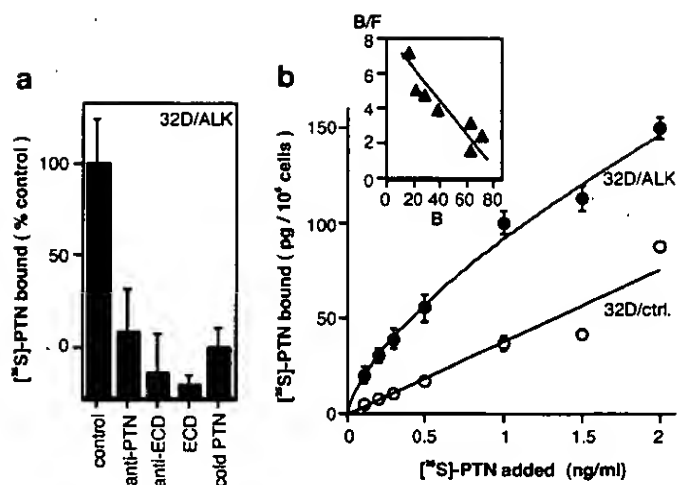 a
[³⁵S]-PTN bound ( % control )
100
50
0
32D/ALK
control
anti-PTN
anti-ECD
ECD
cold PTN
b
B/F
8
6
4
2
0
0 20 40 60 80
B
[³⁵S]-PTN bound ( pg / 10⁶ cells )
150
100
50
0
32D/ALK
32D/ctrl.
0 0.5 1 1.5 2
[³⁵S]-PTN added (ng/ml)